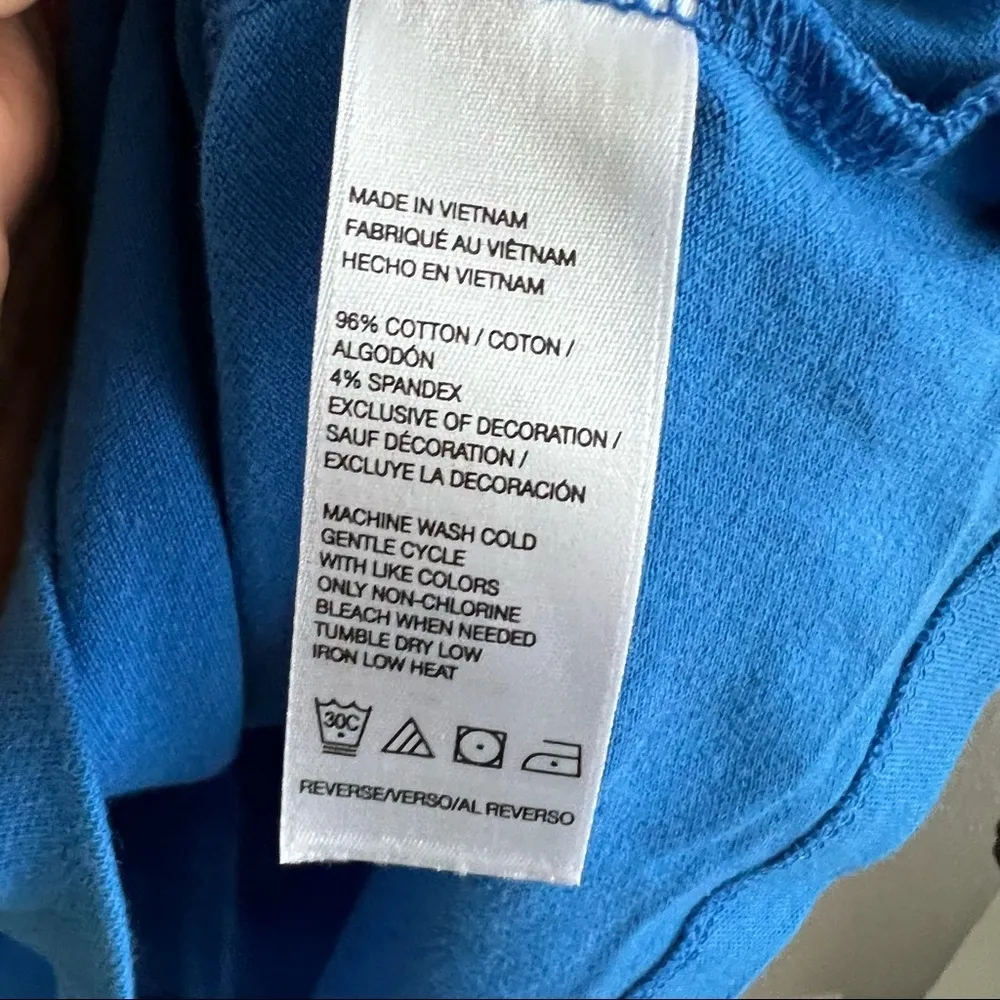 MADE IN VIETNAM
FABRIQUÉ AU VIÊTNAM
HECHO EN VIETNAM
96% COTTON / COTON /
ALGODÓN
4% SPANDEX
EXCLUSIVE OF DECORATION /
SAUF DÉCORATION /
EXCLUYE LA DECORACIÓN
MACHINE WASH COLD
GENTLE CYCLE
WITH LIKE COLORS
ONLY NON-CHLORINE
BLEACH WHEN NEEDED
TUMBLE DRY LOW
IRON LOW HEAT
30C
REVERSE/VERSO/AL REVERSO